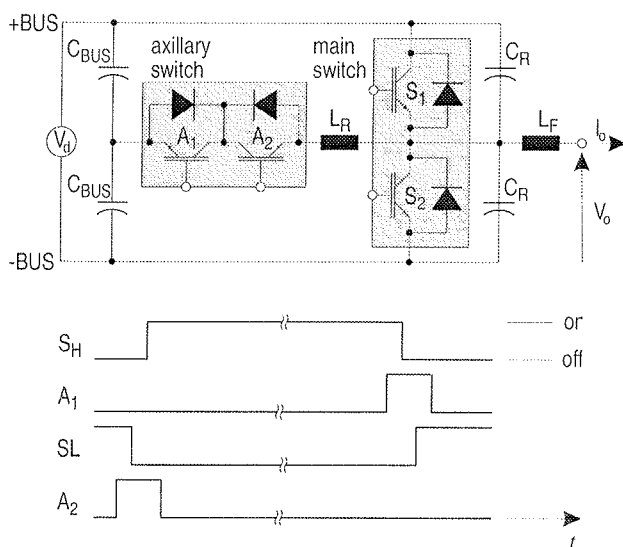 +BUS
C_BUS
axillary
switch
main
switch
C_R
A_1
A_2
L_R
S_1
L_F
I_o
V_d
C_BUS
S_2
C_R
V_o
-BUS
S_H
or
off
A_1
SL
A_2
t